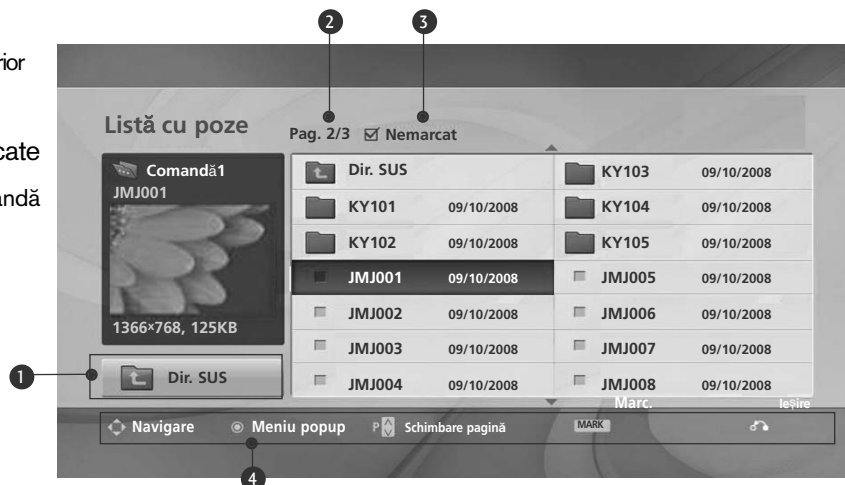 2 3
rior
cate
andă
Listă cu poze
Pag. 2/3 ☑ Nemarcat
Comandă1
JMJ001
1366×768, 125KB
Dir. SUS
KY101 09/10/2008
KY102 09/10/2008
JMJ001 09/10/2008
JMJ002 09/10/2008
JMJ003 09/10/2008
JMJ004 09/10/2008
KY103 09/10/2008
KY104 09/10/2008
KY105 09/10/2008
JMJ005 09/10/2008
JMJ006 09/10/2008
JMJ007 09/10/2008
JMJ008 09/10/2008
1
Dir. SUS
Navigare Meniu popup P Schimbare pagină MARK Marc. Ieşire
4